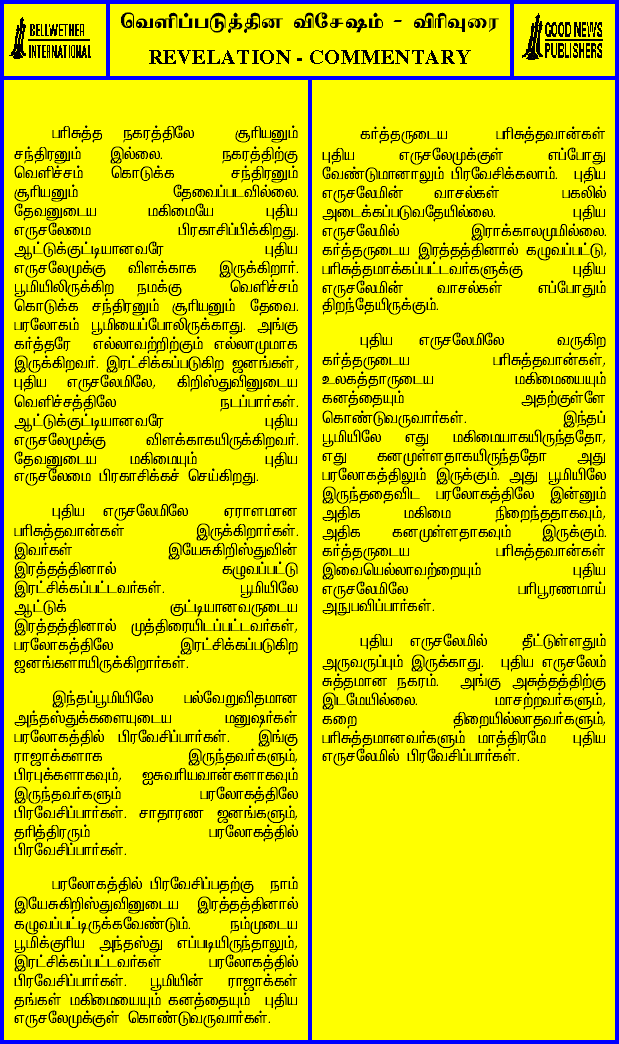 வெளிப்படுத்தின விசேஷம் - விரிவுரை
BELLWETHER
INTERNATIONAL
REVELATION - COMMENTARY
GOOD NEWS
PUBLISHERS
பரிசுத்த நகரத்திலே சூரியனும்
சந்திரனும் இல்லை. நகரத்திற்கு
வெளிச்சம் கொடுக்க சந்திரனும்
சூரியனும் தேவைப்படவில்லை.
தேவனுடைய மகிமையே புதிய
எருசலேமை பிரகாசிப்பிக்கிறது.
ஆட்டுக்குட்டியானவரே புதிய
எருசலேமுக்கு விளக்காக இருக்கிறார்.
பூமியிலிருக்கிற நமக்கு வெளிச்சம்
கொடுக்க சந்திரனும் சூரியனும் தேவை.
பரலோகம் பூமியைப்போலிருக்காது. அங்கு
கர்த்தரே எல்லாவற்றிற்கும் எல்லாமுமாக
இருக்கிறவர். இரட்சிக்கப்படுகிற ஜனங்கள்,
புதிய எருசலேமிலே, கிறிஸ்துவினுடைய
வெளிச்சத்திலே நடப்பார்கள்.
ஆட்டுக்குட்டியானவரே புதிய
எருசலேமுக்கு விளக்காகயிருக்கிறவர்.
தேவனுடைய மகிமையும் புதிய
எருசலேமை பிரகாசிக்கச் செய்கிறது.
புதிய எருசலேமிலே ஏராளமான
பரிசுத்தவான்கள் இருக்கிறார்கள்.
இவர்கள் இயேசுகிறிஸ்துவின்
இரத்தத்தினால் கழுவப்பட்டு
இரட்சிக்கப்பட்டவர்கள். பூமியிலே
ஆட்டுக் குட்டியானவருடைய
இரத்தத்தினால் முத்திரையிடப்பட்டவர்கள்,
பரலோகத்திலே இரட்சிக்கப்படுகிற
ஜனங்களாயிருக்கிறார்கள்.
இந்தப்பூமியிலே பல்வேறுவிதமான
அந்தஸ்துக்களையுடைய மனுஷர்கள்
பரலோகத்தில் பிரவேசிப்பார்கள். இங்கு
ராஜாக்களாக இருந்தவர்களும்,
பிரபுக்களாகவும், ஐசுவரியவான்களாகவும்
இருந்தவர்களும் பரலோகத்திலே
பிரவேசிப்பார்கள். சாதாரண ஜனங்களும்,
தரித்திரரும் பரலோகத்தில்
பிரவேசிப்பார்கள்.
பரலோகத்தில் பிரவேசிப்பதற்கு நாம்
இயேசுகிறிஸ்துவினுடைய இரத்தத்தினால்
கழுவப்பட்டிருக்கவேண்டும். நம்முடைய
பூமிக்குரிய அந்தஸ்து எப்படியிருந்தாலும்,
இரட்சிக்கப்பட்டவர்கள் பரலோகத்தில்
பிரவேசிப்பார்கள். பூமியின் ராஜாக்கள்
தங்கள் மகிமையையும் கனத்தையும் புதிய
எருசலேமுக்குள் கொண்டுவருவார்கள்.
கர்த்தருடைய பரிசுத்தவான்கள்
புதிய எருசலேமுக்குள் எப்போது
வேண்டுமானாலும் பிரவேசிக்கலாம். புதிய
எருசலேமின் வாசல்கள் பகலில்
அடைக்கப்படுவதேயில்லை. புதிய
எருசலேமில் இராக்காலமுமில்லை.
கர்த்தருடைய இரத்தத்தினால் கழுவப்பட்டு,
பரிசுத்தமாக்கப்பட்டவர்களுக்கு புதிய
எருசலேமின் வாசல்கள் எப்போதும்
திறந்தேயிருக்கும்.
புதிய எருசலேமிலே வருகிற
கர்த்தருடைய பரிசுத்தவான்கள்,
உலகத்தாருடைய மகிமையையும்
கனத்தையும் அதற்குள்ளே
கொண்டுவருவார்கள். இந்தப்
பூமியிலே எது மகிமையாகயிருந்ததோ,
எது கனமுள்ளதாகயிருந்ததோ அது
பரலோகத்திலும் இருக்கும். அது பூமியிலே
இருந்ததைவிட பரலோகத்திலே இன்னும்
அதிக மகிமை நிறைந்ததாகவும்,
அதிக கனமுள்ளதாகவும் இருக்கும்.
கர்த்தருடைய பரிசுத்தவான்கள்
இவையெல்லாவற்றையும் புதிய
எருசலேமிலே பரிபூரணமாய்
அநுபவிப்பார்கள்.
புதிய எருசலேமில் தீட்டுள்ளதும்
அருவருப்பும் இருக்காது. புதிய எருசலேம்
சுத்தமான நகரம். அங்கு அசுத்தத்திற்கு
இடமேயில்லை. மாசற்றவர்களும்,
கறை திறையில்லாதவர்களும்,
பரிசுத்தமானவர்களும் மாத்திரமே புதிய
எருசலேமில் பிரவேசிப்பார்கள்.